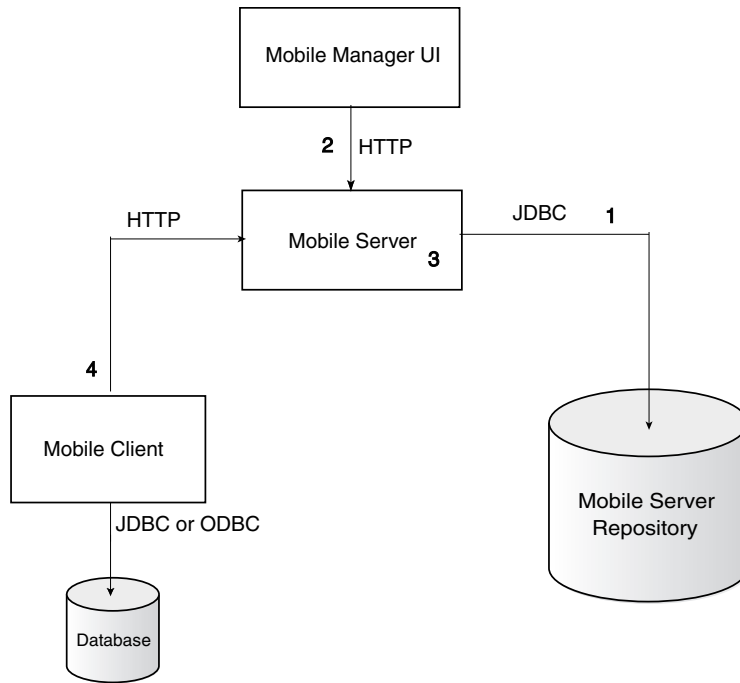 Mobile Manager UI
2 HTTP
HTTP
JDBC 1
Mobile Server
3
4
Mobile Client
JDBC or ODBC
Mobile Server
Repository
Database